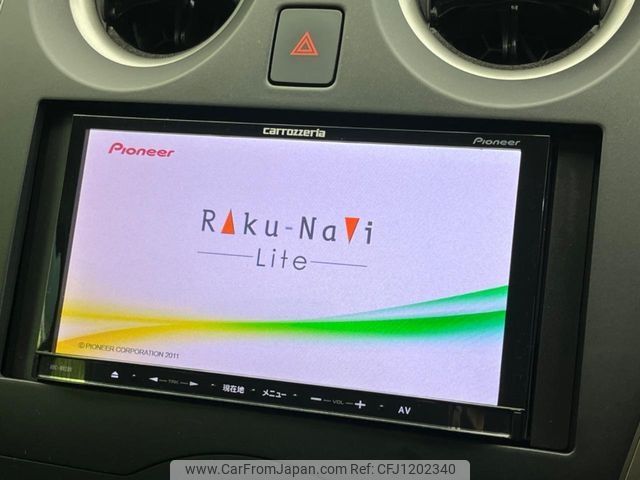 carrozzeria
Pioneer
Pioneer
Raku-Navi
Lite
© PIONEER CORPORATION 2011
TRK
現在地
メニュー
- VOL +
AV
www.CarFromJapan.com Ref: CFJ1202340